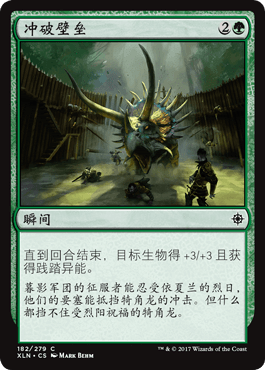 冲破壁垒 2
瞬间
直到回合结束，目标生物得 +3/+3 且获
得践踏异能。
暮影军团的征服者能忍受依夏兰的烈日，
他们的要塞能抵挡特角龙的冲击。但什么
都挡不住受烈阳祝福的特角龙。
182/279 C
XLN • CS MARK BEHM
™ & © 2017 Wizards of the Coast